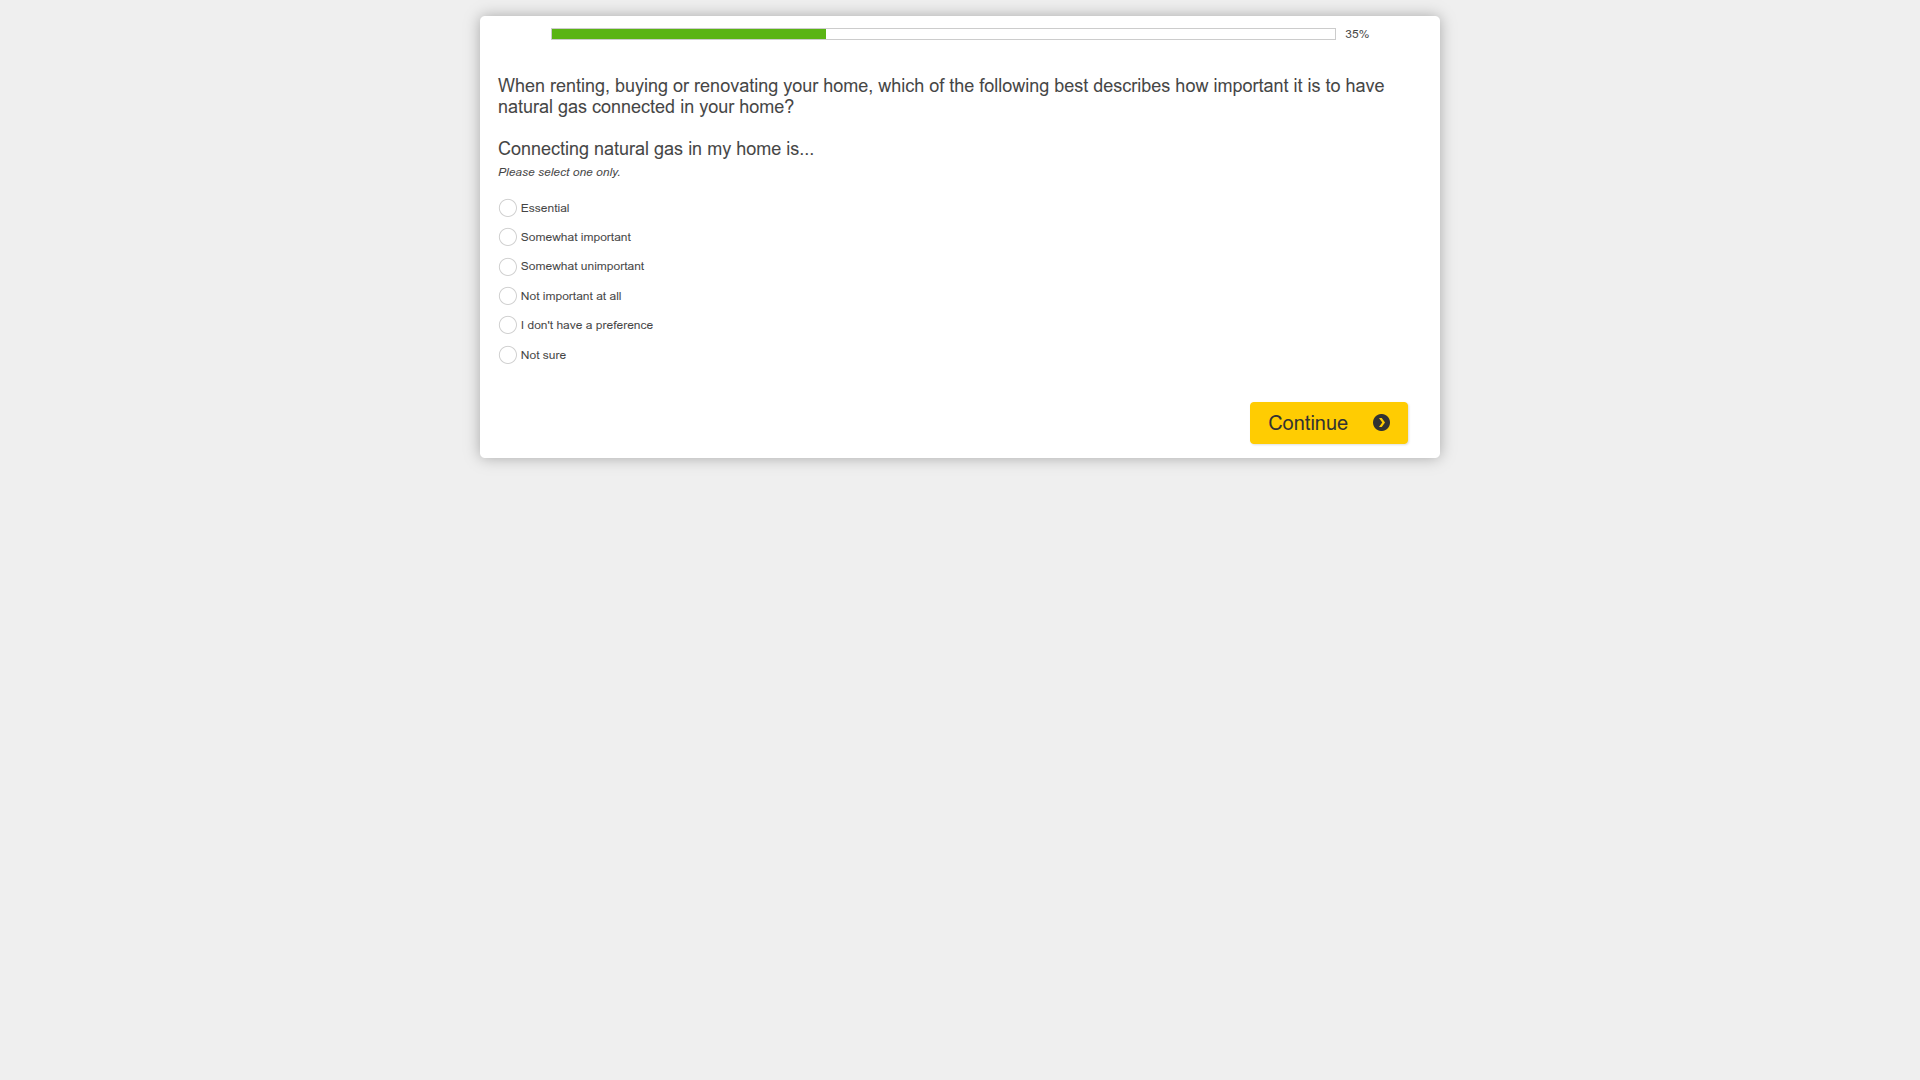 35%
When renting, buying or renovating your home, which of the following best describes how important it is to have
natural gas connected in your home?
Connecting natural gas in my home is...
Please select one only.
Essential
Somewhat important
Somewhat unimportant
Not important at all
I don't have a preference
Not sure
Continue